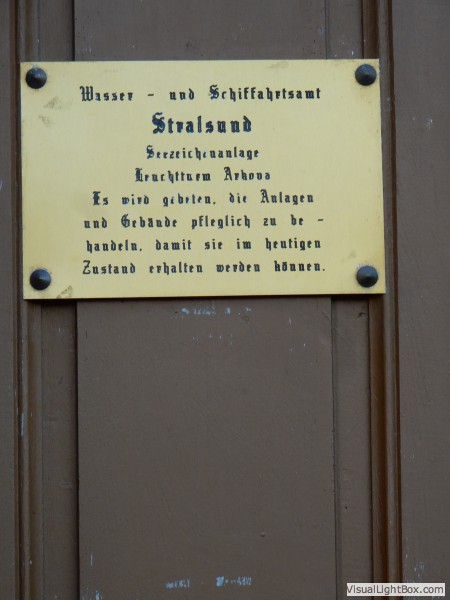 Wasser - und Schiffahrtsamt
Stralsund
Seezeichenanlage
Leuchtturm Arkona
Es wird gebeten, die Anlagen
und Gebäude pfleglich zu be -
handeln, damit sie im heutigen
Zustand erhalten werden können.
VisualLightBox.com